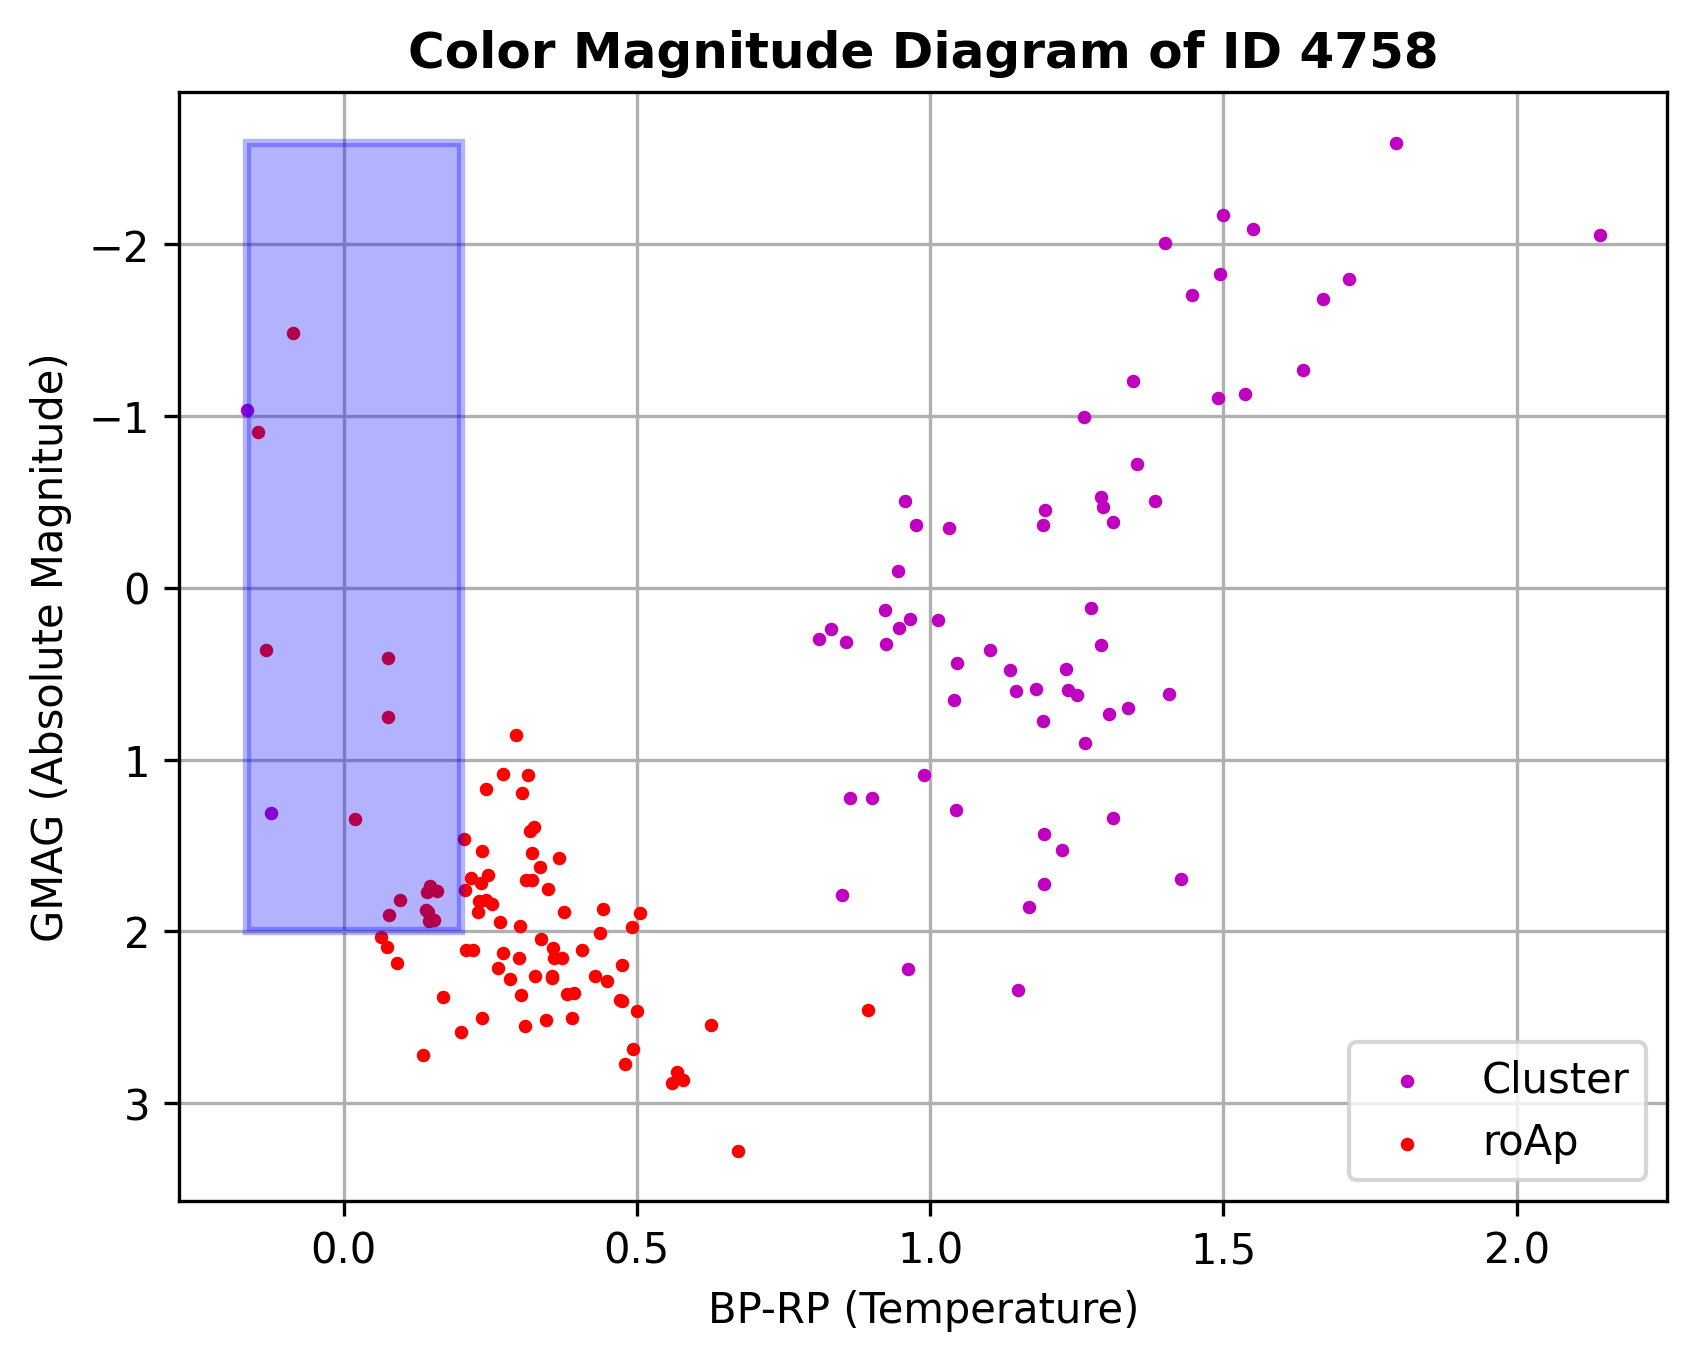 Color Magnitude Diagram of ID 4758
GMAG (Absolute Magnitude)
−2
−1
0
1
2
3
Cluster
roAp
0.0 0.5 1.0 1.5 2.0
BP-RP (Temperature)